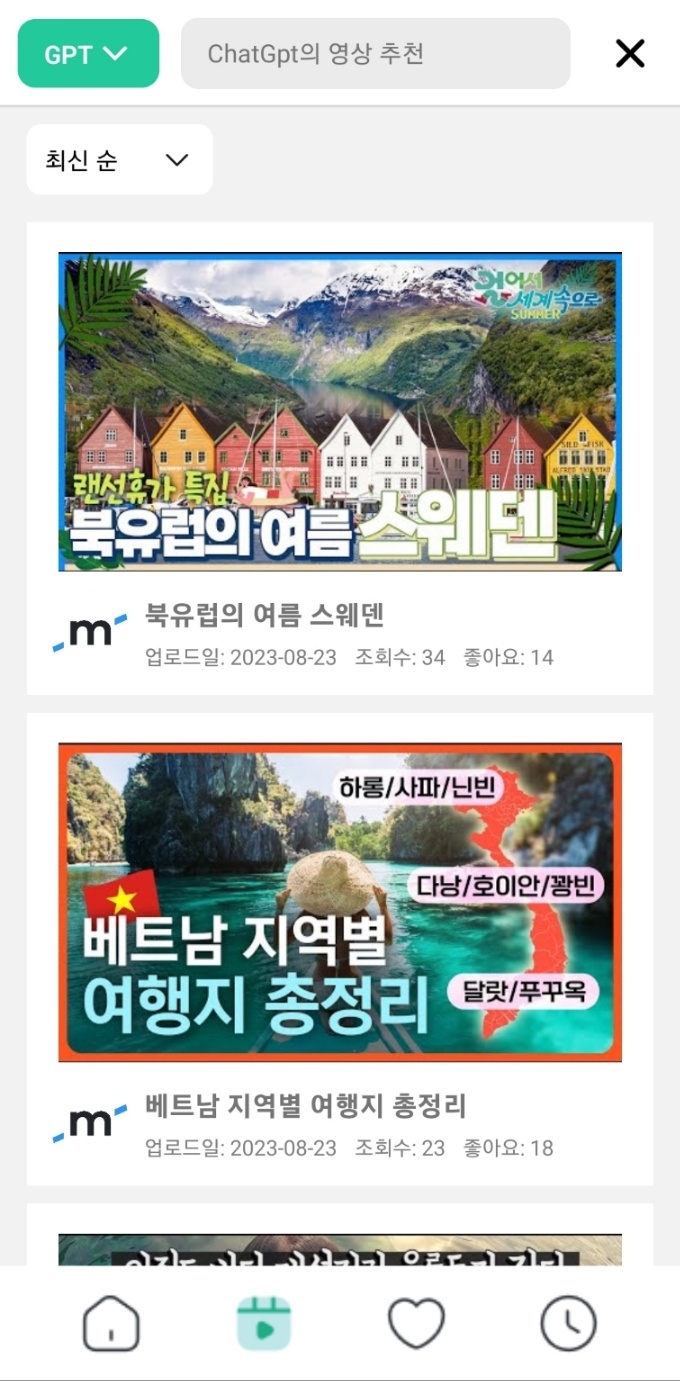 GPT
ChatGpt의 영상 추천
최신 순
걸어서
세계속으로
SUMMER
SILD & FISK
랜선휴가 특집
북유럽의 여름 스웨덴
m
북유럽의 여름 스웨덴
업로드일: 2023-08-23 조회수: 34 좋아요: 14
하롱/사파/닌빈
다낭/호이안/꽝빈
베트남 지역별
여행지 총정리
달랏/푸꾸옥
m
베트남 지역별 여행지 총정리
업로드일: 2023-08-23 조회수: 23 좋아요: 18